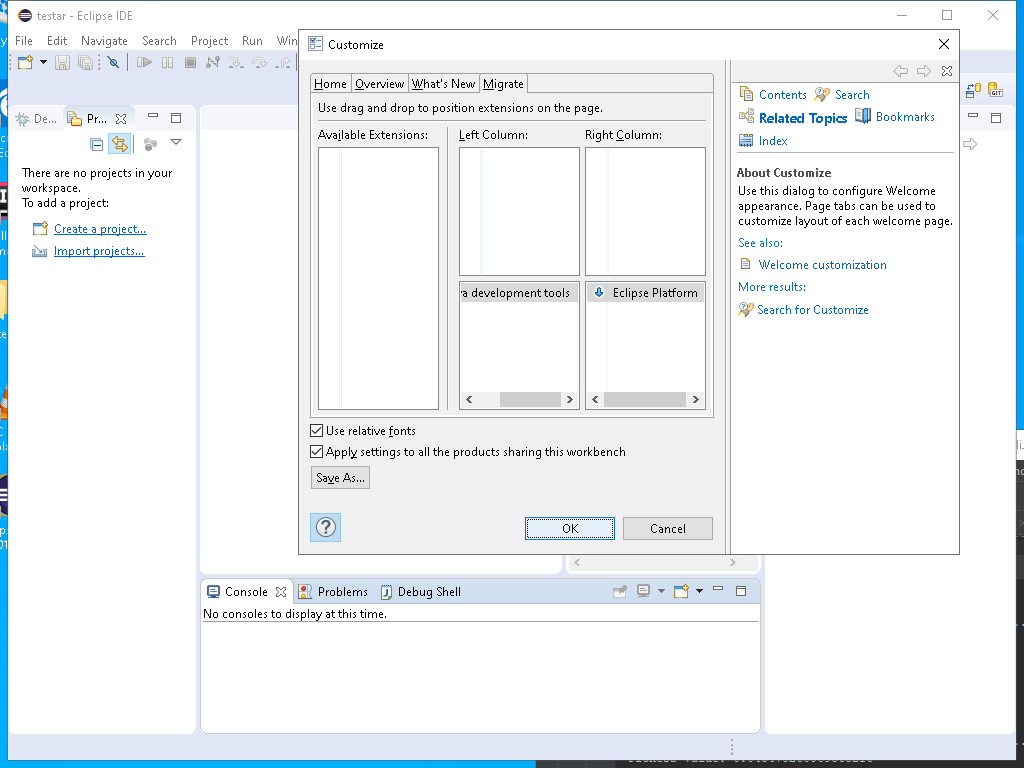 testar - Eclipse IDE
File Edit Navigate Search Project Run Win
De... Pr...
There are no projects in your
workspace.
To add a project:
Create a project...
Import projects...
Customize
Home Overview What's New Migrate
Use drag and drop to position extensions on the page.
Available Extensions: Left Column: Right Column:
a development tools Eclipse Platform
Use relative fonts
Apply settings to all the products sharing this workbench
Save As...
OK Cancel
Contents Search
Related Topics Bookmarks
Index
About Customize
Use this dialog to configure Welcome
appearance. Page tabs can be used to
customize layout of each welcome page.
See also:
Welcome customization
More results:
Search for Customize
GIT
Console Problems Debug Shell
No consoles to display at this time.